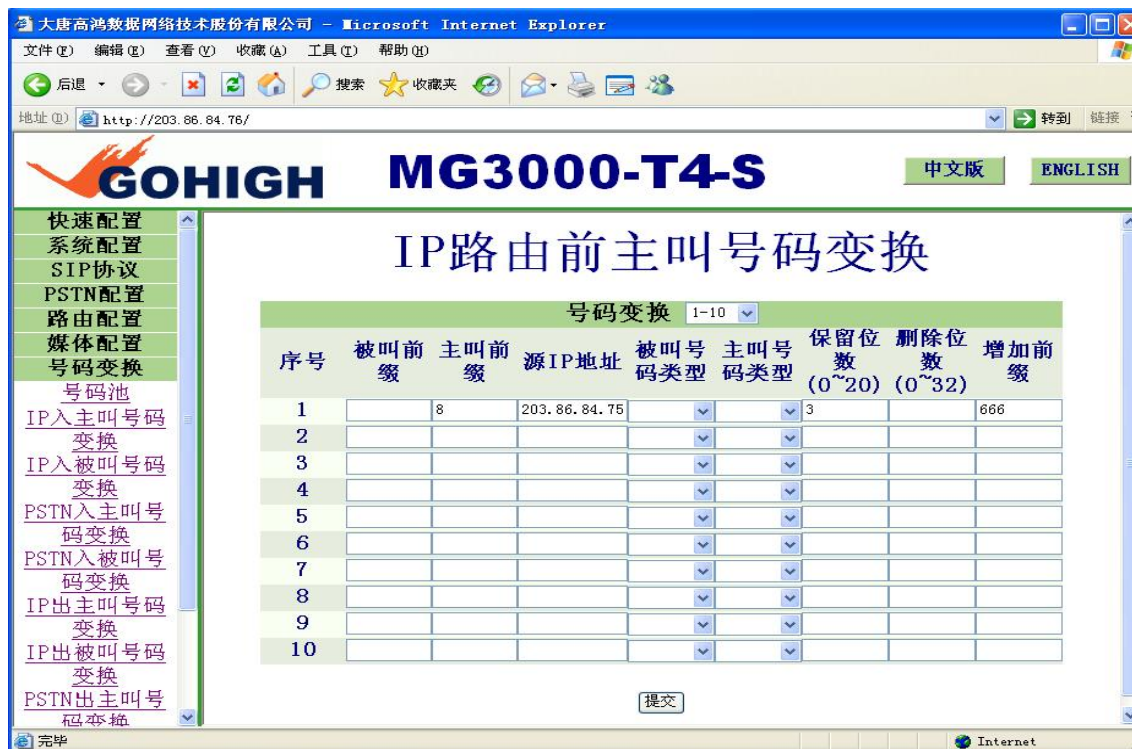 大唐高鸿数据网络技术股份有限公司 - Microsoft Internet Explorer
文件(F) 编辑(E) 查看(V) 收藏(A) 工具(T) 帮助(H)
后退 搜索 收藏夹
地址(D) http://203.86.84.76/ 转到 链接
GOHIGH MG3000-T4-S 中文版 ENGLISH
快速配置
系统配置
SIP协议
PSTN配置
路由配置
媒体配置
号码变换
号码池
IP入主叫号码
变换
IP入被叫号码
变换
PSTN入主叫号
码变换
PSTN入被叫号
码变换
IP出主叫号码
变换
IP出被叫号码
变换
PSTN出主叫号
码变换
IP路由前主叫号码变换
号码变换 1-10
序号 被叫前缀 主叫前缀 源IP地址 被叫号码类型 主叫号码类型 保留位数(0~20) 删除位数(0~32) 增加前缀
1 8 203.86.84.75 3 666
2
3
4
5
6
7
8
9
10
提交
完毕 Internet